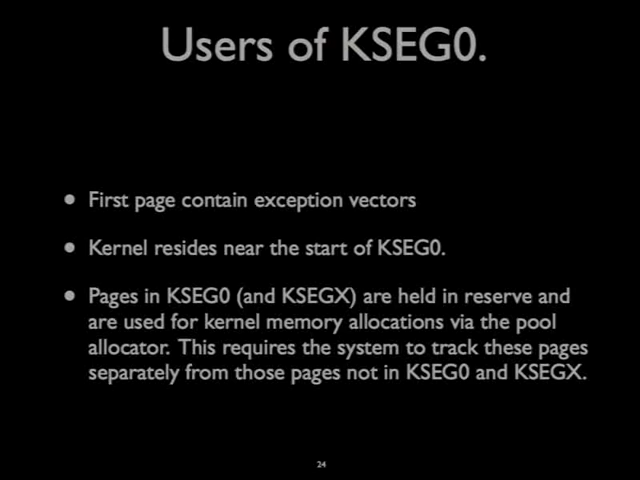 Users of KSEG0.
• First page contain exception vectors
• Kernel resides near the start of KSEG0.
• Pages in KSEG0 (and KSEGX) are held in reserve and
are used for kernel memory allocations via the pool
allocator. This requires the system to track these pages
separately from those pages not in KSEG0 and KSEGX.
24